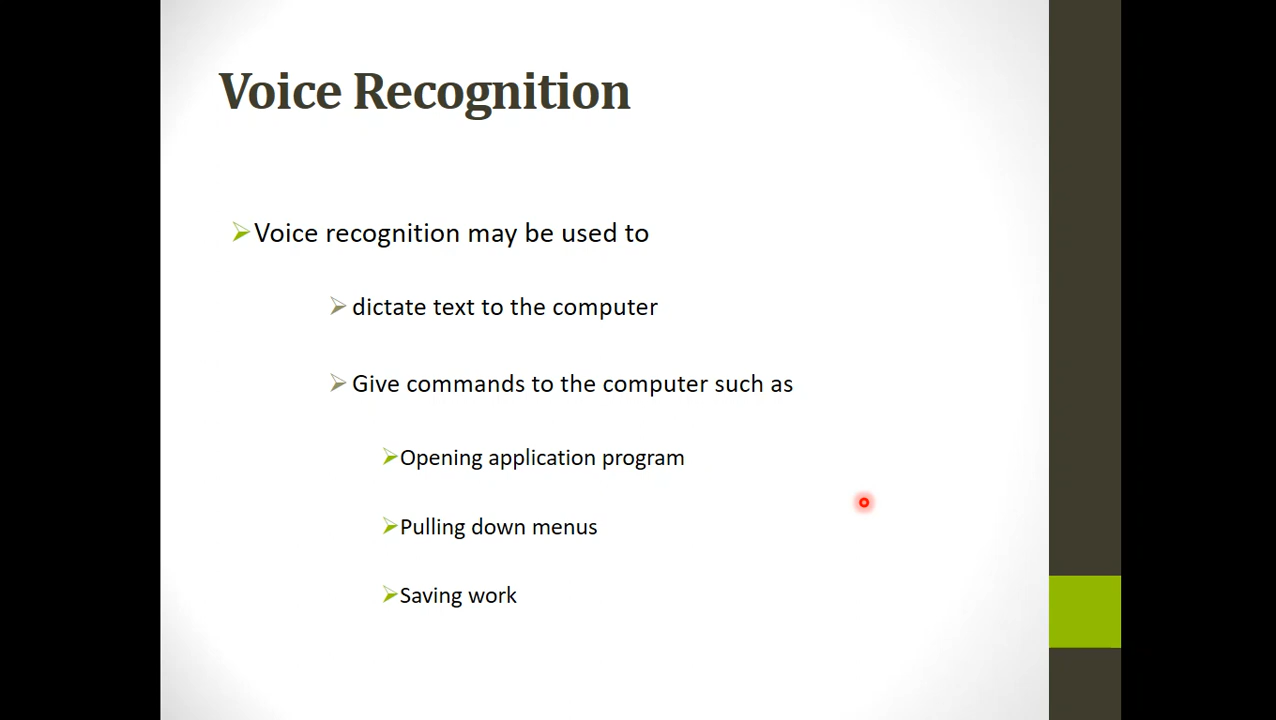 Voice Recognition
Voice recognition may be used to
dictate text to the computer
Give commands to the computer such as
Opening application program
Pulling down menus
Saving work